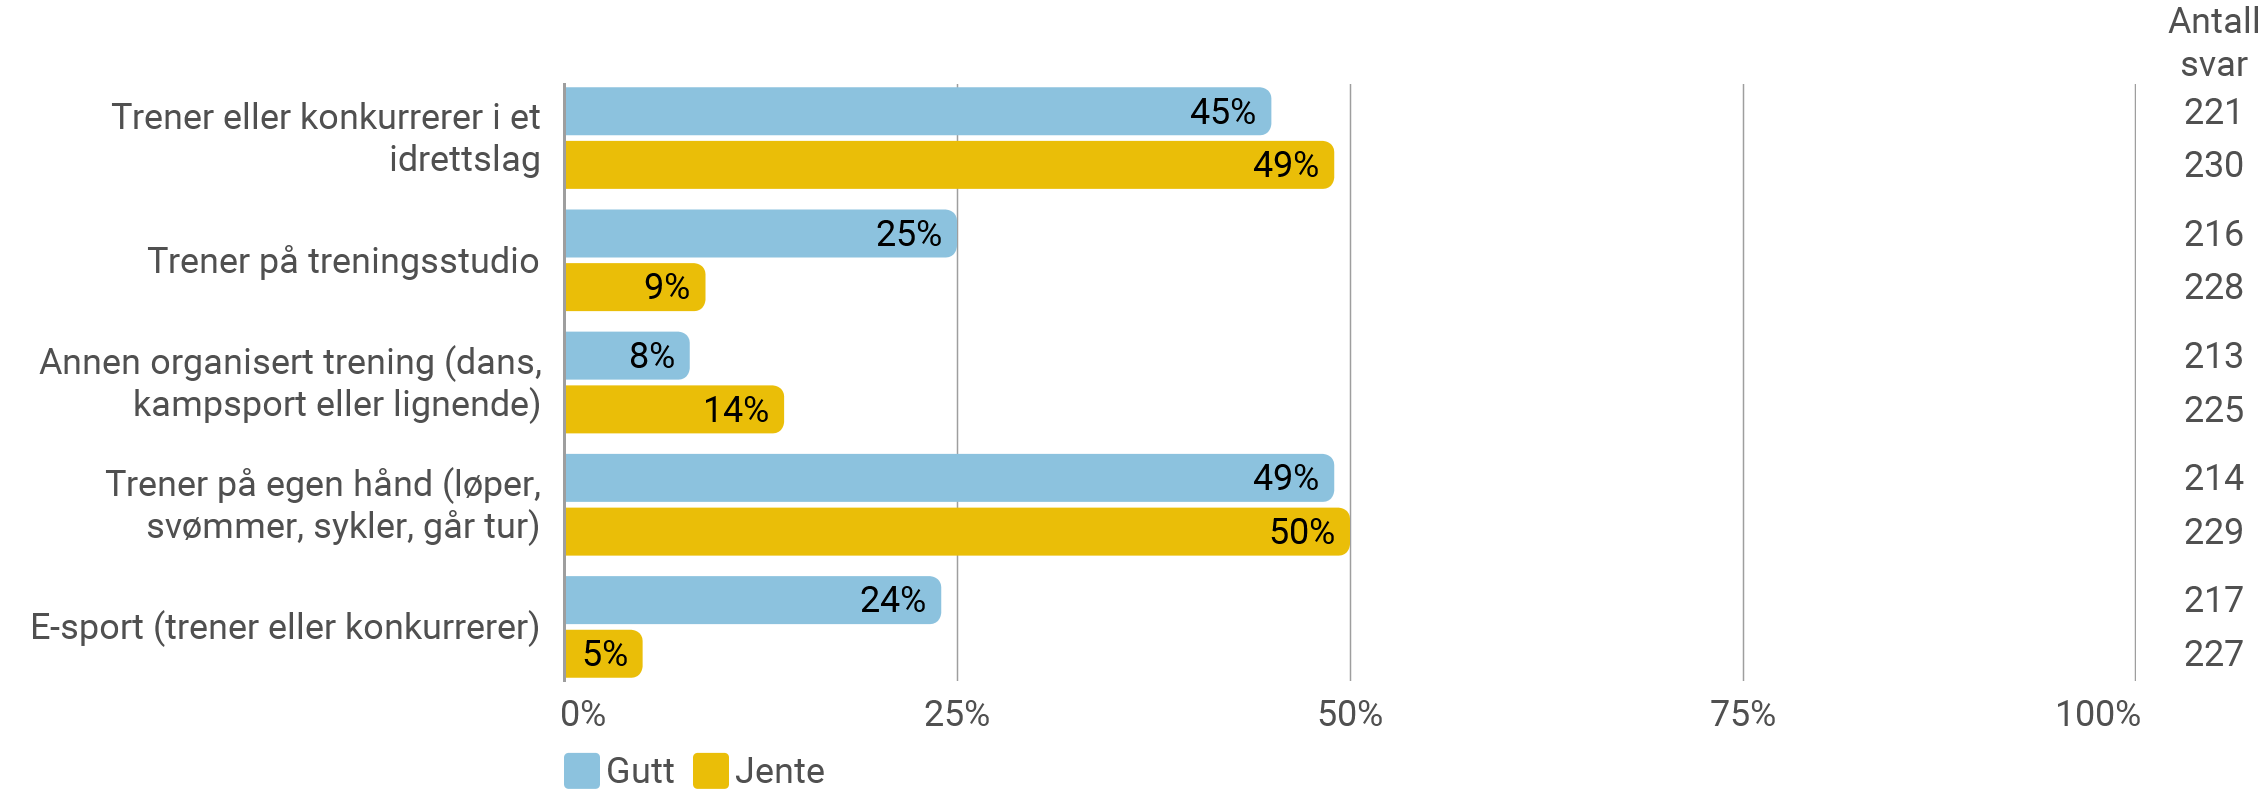 Antall
svar
Trener eller konkurrerer i et
idrettslag
45%
221
49%
230
Trener på treningsstudio
25%
216
9%
228
Annen organisert trening (dans,
kampsport eller lignende)
8%
213
14%
225
Trener på egen hånd (løper,
svømmer, sykler, går tur)
49%
214
50%
229
E-sport (trener eller konkurrerer)
24%
217
5%
227
0% 25% 50% 75% 100%
Gutt Jente